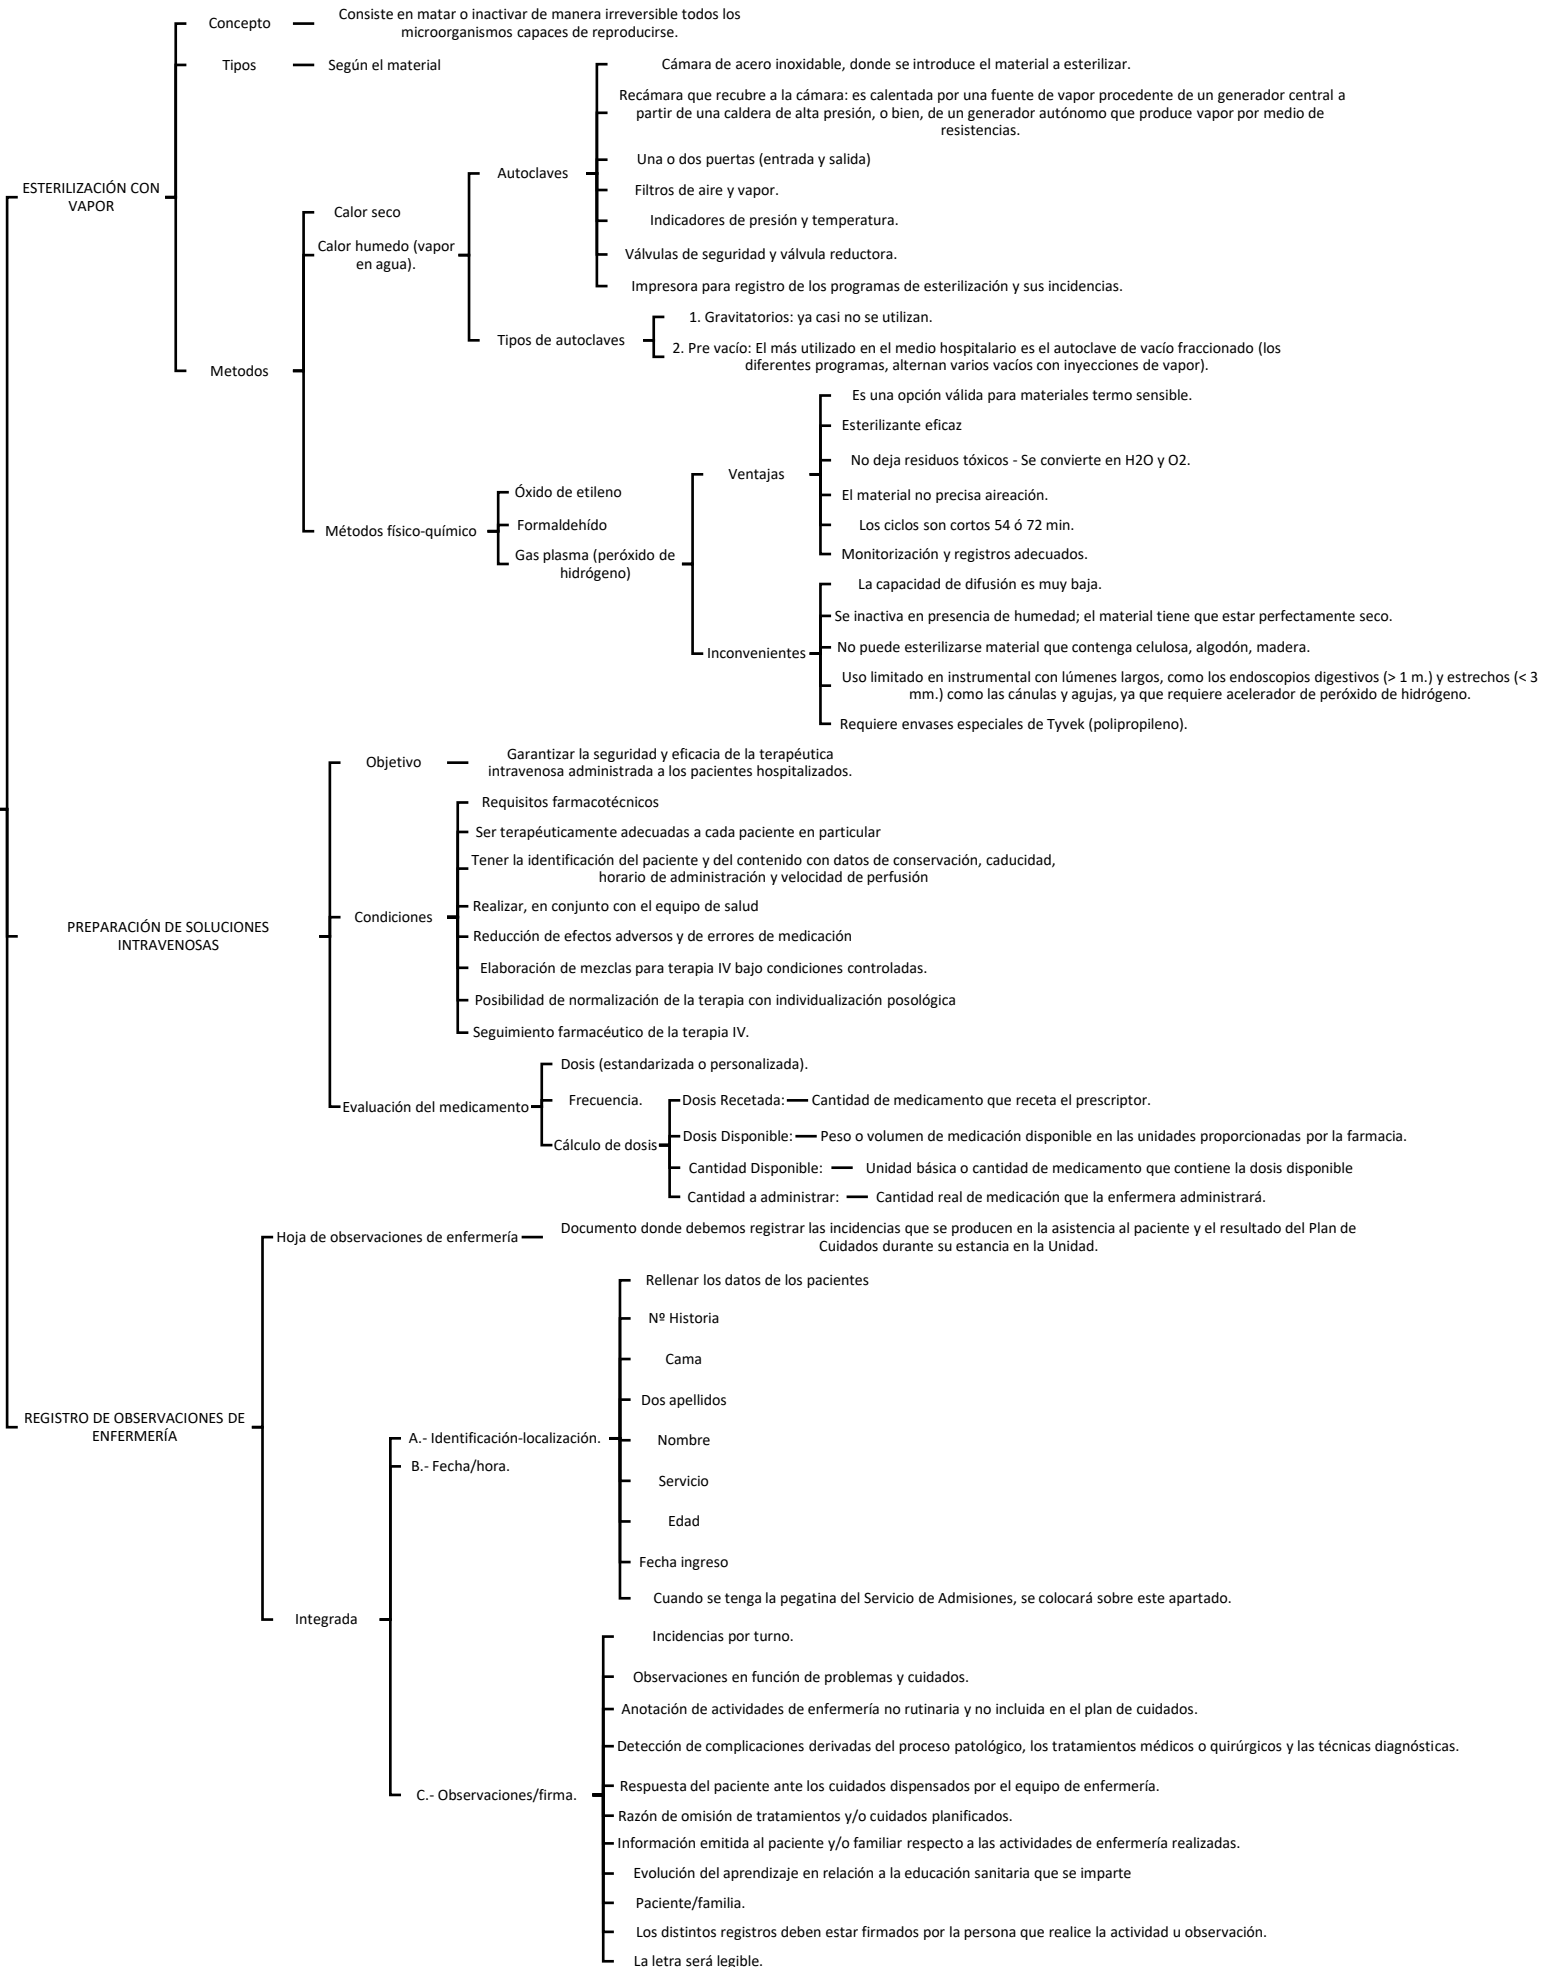 ESTERILIZACIÓN CON
VAPOR
Concepto
Consiste en matar o inactivar de manera irreversible todos los
microorganismos capaces de reproducirse.
Tipos
Según el material
Metodos
Calor seco
Calor humedo (vapor
en agua).
Autoclaves
Cámara de acero inoxidable, donde se introduce el material a esterilizar.
Recámara que recubre a la cámara: es calentada por una fuente de vapor procedente de un generador central a
partir de una caldera de alta presión, o bien, de un generador autónomo que produce vapor por medio de
resistencias.
Una o dos puertas (entrada y salida)
Filtros de aire y vapor.
Indicadores de presión y temperatura.
Válvulas de seguridad y válvula reductora.
Impresora para registro de los programas de esterilización y sus incidencias.
Tipos de autoclaves
1. Gravitatorios: ya casi no se utilizan.
2. Pre vacío: El más utilizado en el medio hospitalario es el autoclave de vacío fraccionado (los
diferentes programas, alternan varios vacíos con inyecciones de vapor).
Métodos físico-químico
Óxido de etileno
Formaldehído
Gas plasma (peróxido de
hidrógeno)
Ventajas
Es una opción válida para materiales termo sensible.
Esterilizante eficaz
No deja residuos tóxicos - Se convierte en H2O y O2.
El material no precisa aireación.
Los ciclos son cortos 54 ó 72 min.
Monitorización y registros adecuados.
Inconvenientes
La capacidad de difusión es muy baja.
Se inactiva en presencia de humedad; el material tiene que estar perfectamente seco.
No puede esterilizarse material que contenga celulosa, algodón, madera.
Uso limitado en instrumental con lúmenes largos, como los endoscopios digestivos (> 1 m.) y estrechos (< 3
mm.) como las cánulas y agujas, ya que requiere acelerador de peróxido de hidrógeno.
Requiere envases especiales de Tyvek (polipropileno).
PREPARACIÓN DE SOLUCIONES
INTRAVENOSAS
Objetivo
Garantizar la seguridad y eficacia de la terapéutica
intravenosa administrada a los pacientes hospitalizados.
Condiciones
Requisitos farmacotécnicos
Ser terapéuticamente adecuadas a cada paciente en particular
Tener la identificación del paciente y del contenido con datos de conservación, caducidad,
horario de administración y velocidad de perfusión
Realizar, en conjunto con el equipo de salud
Reducción de efectos adversos y de errores de medicación
Elaboración de mezclas para terapia IV bajo condiciones controladas.
Posibilidad de normalización de la terapia con individualización posológica
Seguimiento farmacéutico de la terapia IV.
Evaluación del medicamento
Dosis (estandarizada o personalizada).
Frecuencia.
Cálculo de dosis
Dosis Recetada:
Cantidad de medicamento que receta el prescriptor.
Dosis Disponible:
Peso o volumen de medicación disponible en las unidades proporcionadas por la farmacia.
Cantidad Disponible:
Unidad básica o cantidad de medicamento que contiene la dosis disponible
Cantidad a administrar:
Cantidad real de medicación que la enfermera administrará.
REGISTRO DE OBSERVACIONES DE
ENFERMERÍA
Hoja de observaciones de enfermería
Documento donde debemos registrar las incidencias que se producen en la asistencia al paciente y el resultado del Plan de
Cuidados durante su estancia en la Unidad.
Integrada
A.- Identificación-localización.
Rellenar los datos de los pacientes
Nº Historia
Cama
Dos apellidos
Nombre
Servicio
Edad
Fecha ingreso
Cuando se tenga la pegatina del Servicio de Admisiones, se colocará sobre este apartado.
B.- Fecha/hora.
C.- Observaciones/firma.
Incidencias por turno.
Observaciones en función de problemas y cuidados.
Anotación de actividades de enfermería no rutinaria y no incluida en el plan de cuidados.
Detección de complicaciones derivadas del proceso patológico, los tratamientos médicos o quirúrgicos y las técnicas diagnósticas.
Respuesta del paciente ante los cuidados dispensados por el equipo de enfermería.
Razón de omisión de tratamientos y/o cuidados planificados.
Información emitida al paciente y/o familiar respecto a las actividades de enfermería realizadas.
Evolución del aprendizaje en relación a la educación sanitaria que se imparte
Paciente/familia.
Los distintos registros deben estar firmados por la persona que realice la actividad u observación.
La letra será legible.